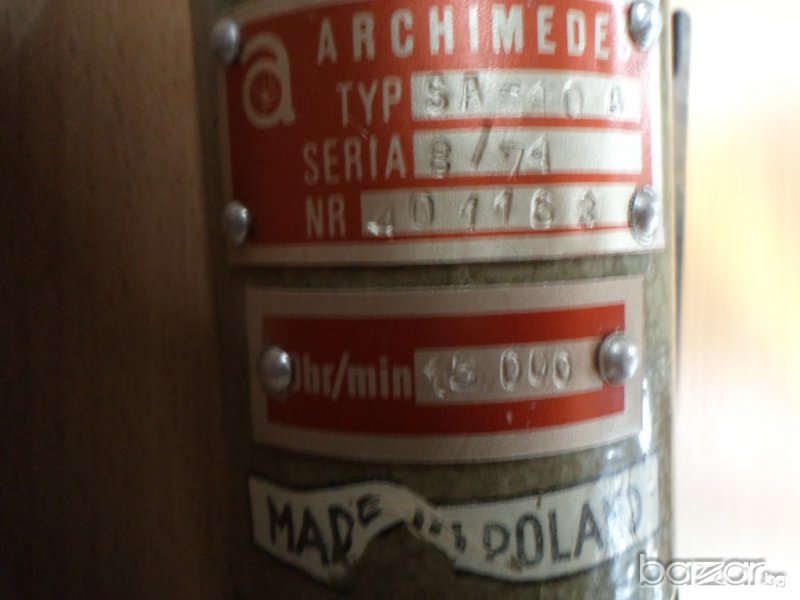 a ARCHIMEDES
TYP SA-10A
SERIA 8/74
NR 401163
Obr/min 15 000
MADE IN POLAND
bazar.bg